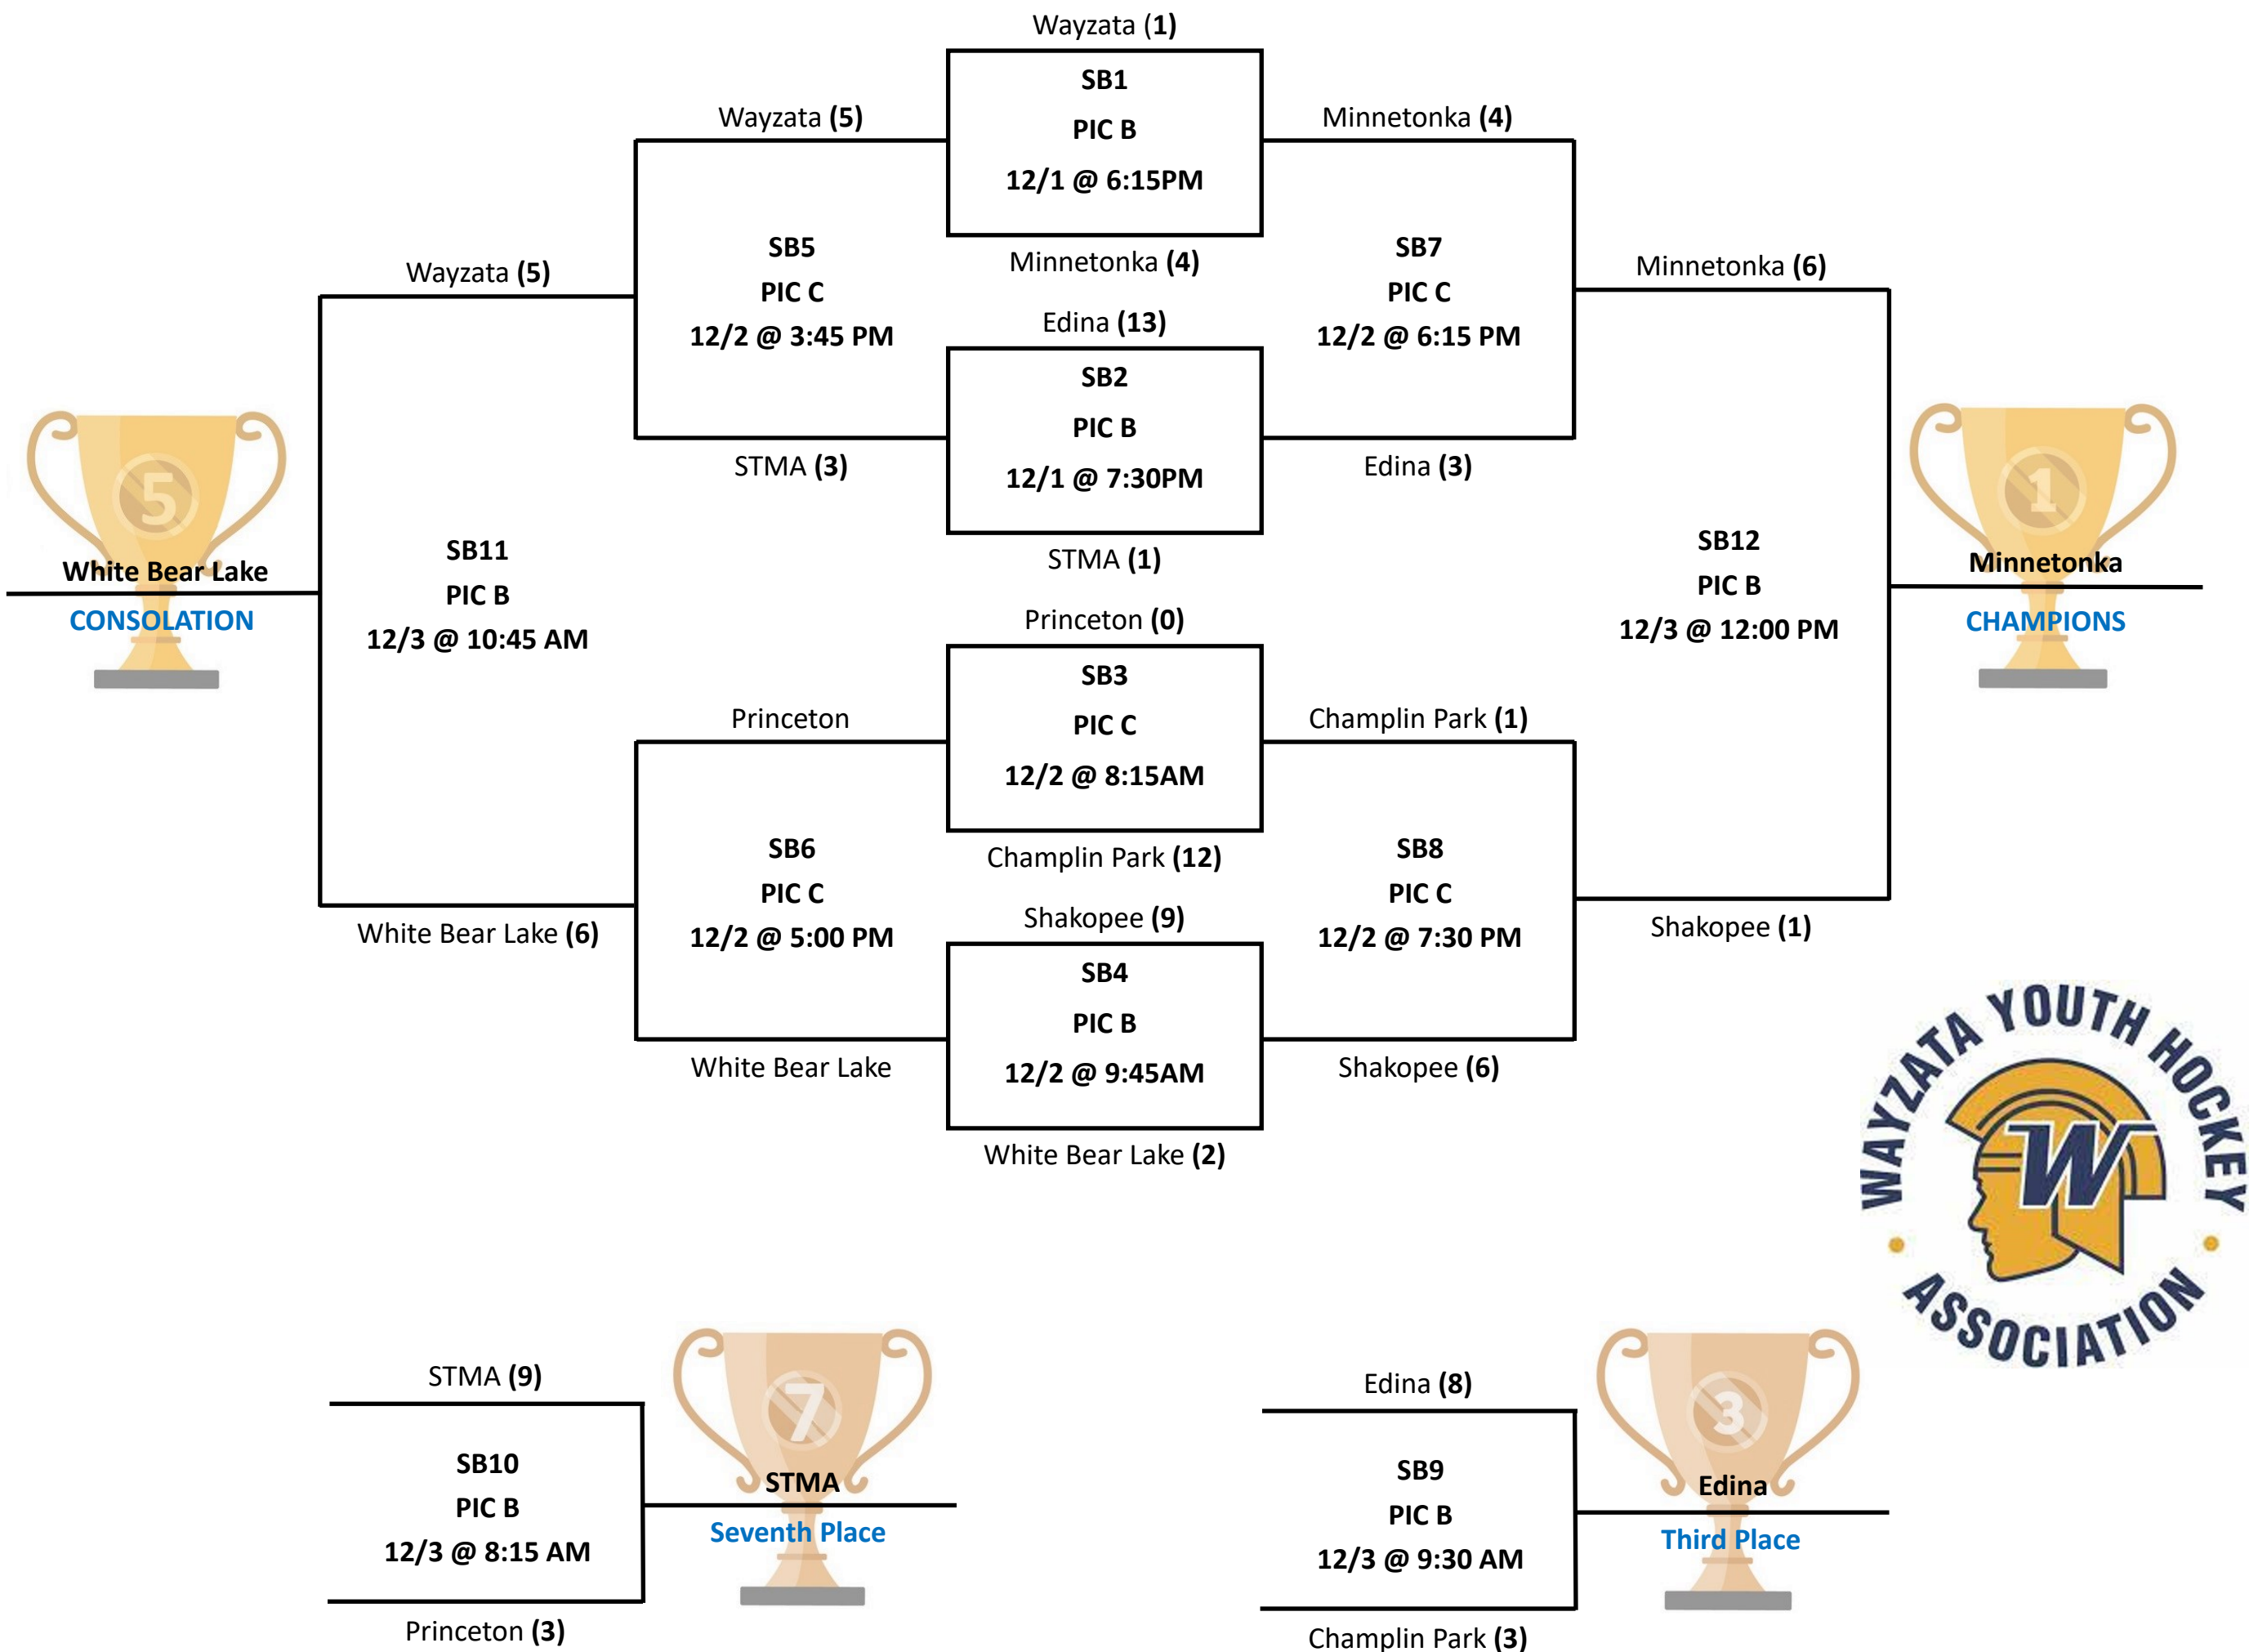 Wayzata (1)
SB1
PIC B
12/1 @ 6:15PM
Minnetonka (4)
Wayzata (5)
Minnetonka (4)
SB5
PIC C
12/2 @ 3:45 PM
SB7
PIC C
12/2 @ 6:15 PM
Wayzata (5)
Minnetonka (6)
Edina (13)
SB2
PIC B
12/1 @ 7:30PM
STMA (1)
STMA (3)
Edina (3)
5
White Bear Lake
CONSOLATION
SB11
PIC B
12/3 @ 10:45 AM
SB12
PIC B
12/3 @ 12:00 PM
1
Minnetonka
CHAMPIONS
Princeton (0)
SB3
PIC C
12/2 @ 8:15AM
Champlin Park (12)
Princeton
Champlin Park (1)
SB6
PIC C
12/2 @ 5:00 PM
SB8
PIC C
12/2 @ 7:30 PM
White Bear Lake (6)
Shakopee (1)
Shakopee (9)
SB4
PIC B
12/2 @ 9:45AM
White Bear Lake (2)
White Bear Lake
Shakopee (6)
WAYZATA YOUTH HOCKEY
W
ASSOCIATION
STMA (9)
SB10
PIC B
12/3 @ 8:15 AM
Princeton (3)
7
STMA
Seventh Place
Edina (8)
SB9
PIC B
12/3 @ 9:30 AM
Champlin Park (3)
3
Edina
Third Place